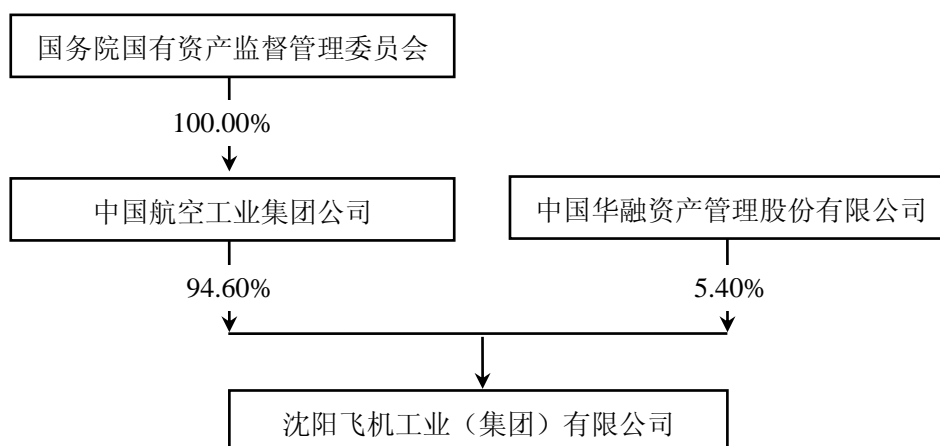 国务院国有资产监督管理委员会
100.00%
中国航空工业集团公司
中国华融资产管理股份有限公司
94.60%
5.40%
沈阳飞机工业（集团）有限公司